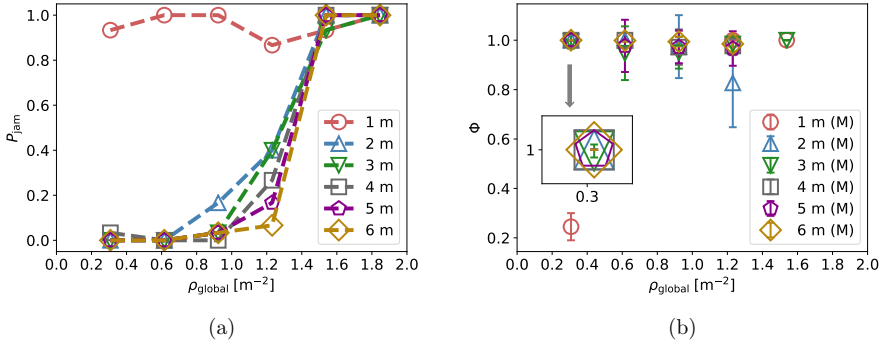 1.0
0.8
0.6
0.4
0.2
0.0
P_jam
0.0 0.2 0.4 0.6 0.8 1.0 1.2 1.4 1.6 1.8 2.0
ρ_global [m⁻²]
1 m
2 m
3 m
4 m
5 m
6 m
(a)
1.0
0.8
0.6
0.4
0.2
Φ
1
0.3
0.0 0.2 0.4 0.6 0.8 1.0 1.2 1.4 1.6 1.8 2.0
ρ_global [m⁻²]
1 m (M)
2 m (M)
3 m (M)
4 m (M)
5 m (M)
6 m (M)
(b)